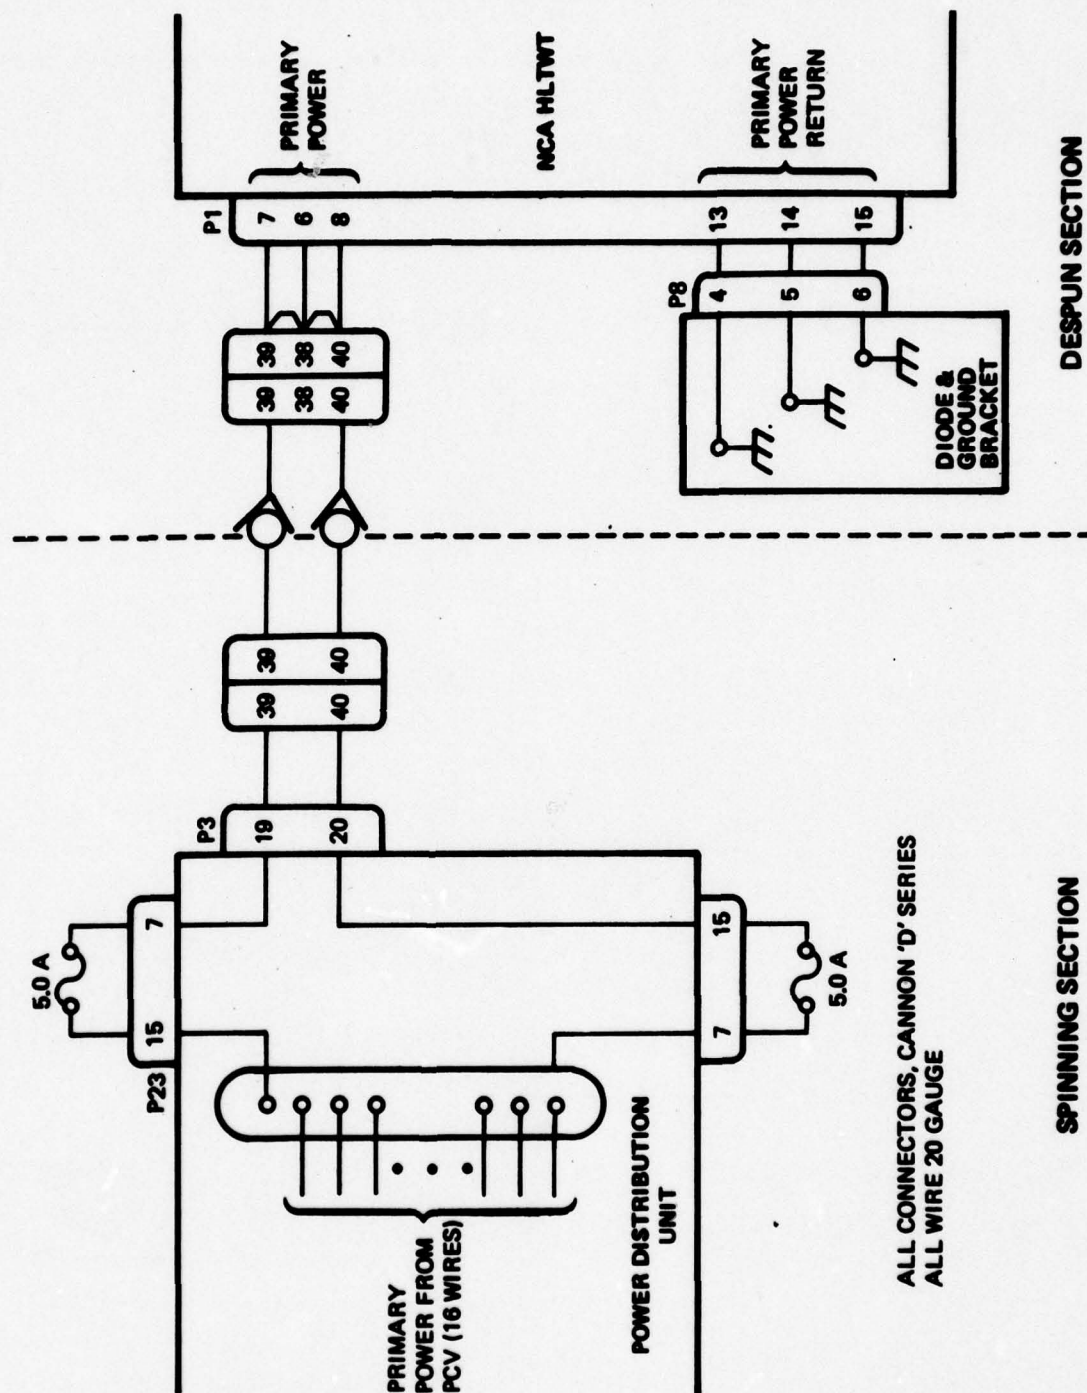 5.0 A
P23
15
7
P3
19
20
39
40
39
40
39
38
40
39
38
40
P1
7
6
8
PRIMARY
POWER
NCA HLTWT
13
14
15
PRIMARY
POWER
RETURN
P8
4
5
6
DIODE &
GROUND
BRACKET
PRIMARY
POWER FROM
PCV (16 WIRES)
POWER DISTRIBUTION
UNIT
7
15
5.0 A
ALL CONNECTORS, CANNON 'D' SERIES
ALL WIRE 20 GAUGE
SPINNING SECTION
DESPUN SECTION